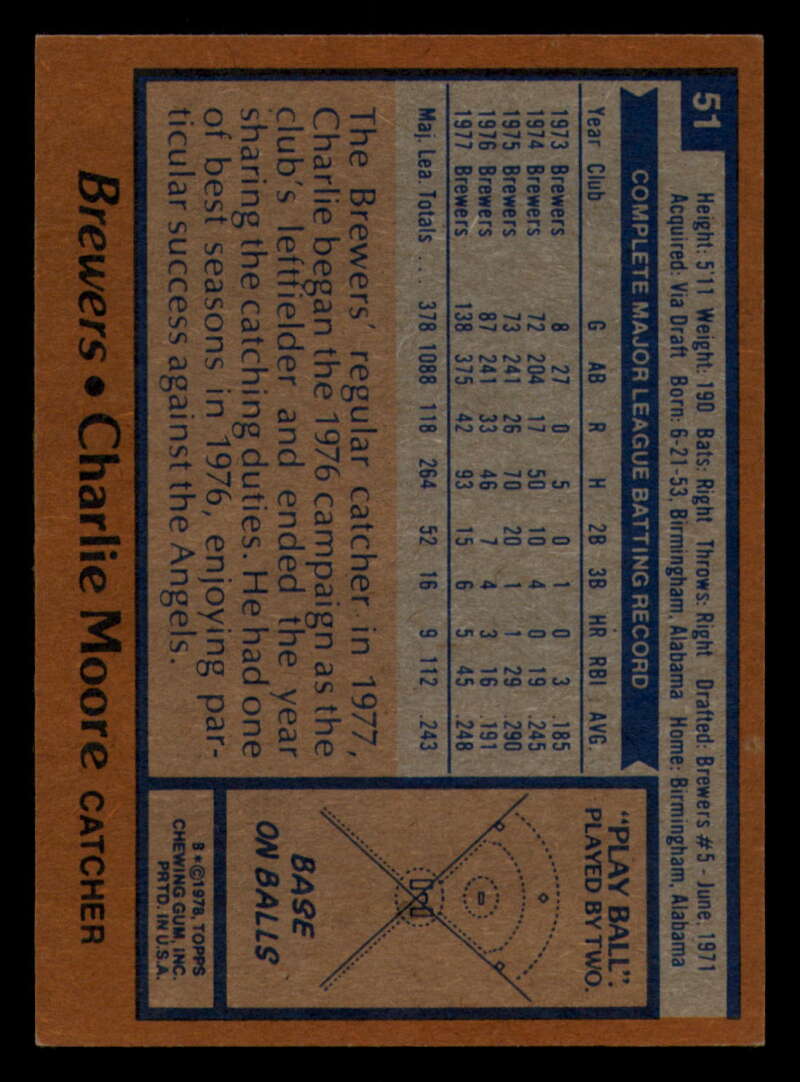 51
Height: 5'11 Weight: 190 Bats: Right Throws: Right Drafted: Brewers #5 - June, 1971
Acquired: Via Draft Born: 6-21-53, Birmingham, Alabama Home: Birmingham, Alabama
COMPLETE MAJOR LEAGUE BATTING RECORD
Year Club G AB R H 2B 3B HR RBI AVG.
1973 Brewers 8 27 0 5 0 1 0 3 .185
1974 Brewers 72 204 17 50 10 4 0 19 .245
1975 Brewers 73 241 26 70 20 1 1 29 .290
1976 Brewers 87 241 33 46 7 4 3 16 .191
1977 Brewers 138 375 42 93 15 6 5 45 .248
Maj. Lea. Totals ... 378 1088 118 264 52 16 9 112 .243
The Brewers' regular catcher in 1977,
Charlie began the 1976 campaign as the
club's leftfielder and ended the year
sharing the catching duties. He had one
of best seasons in 1976, enjoying par-
ticular success against the Angels.
"PLAY BALL":
PLAYED BY TWO.
BASE
ON BALLS
8*©1978, TOPPS
CHEWING GUM, INC.
PRTD. IN U.S.A.
Brewers • Charlie Moore CATCHER